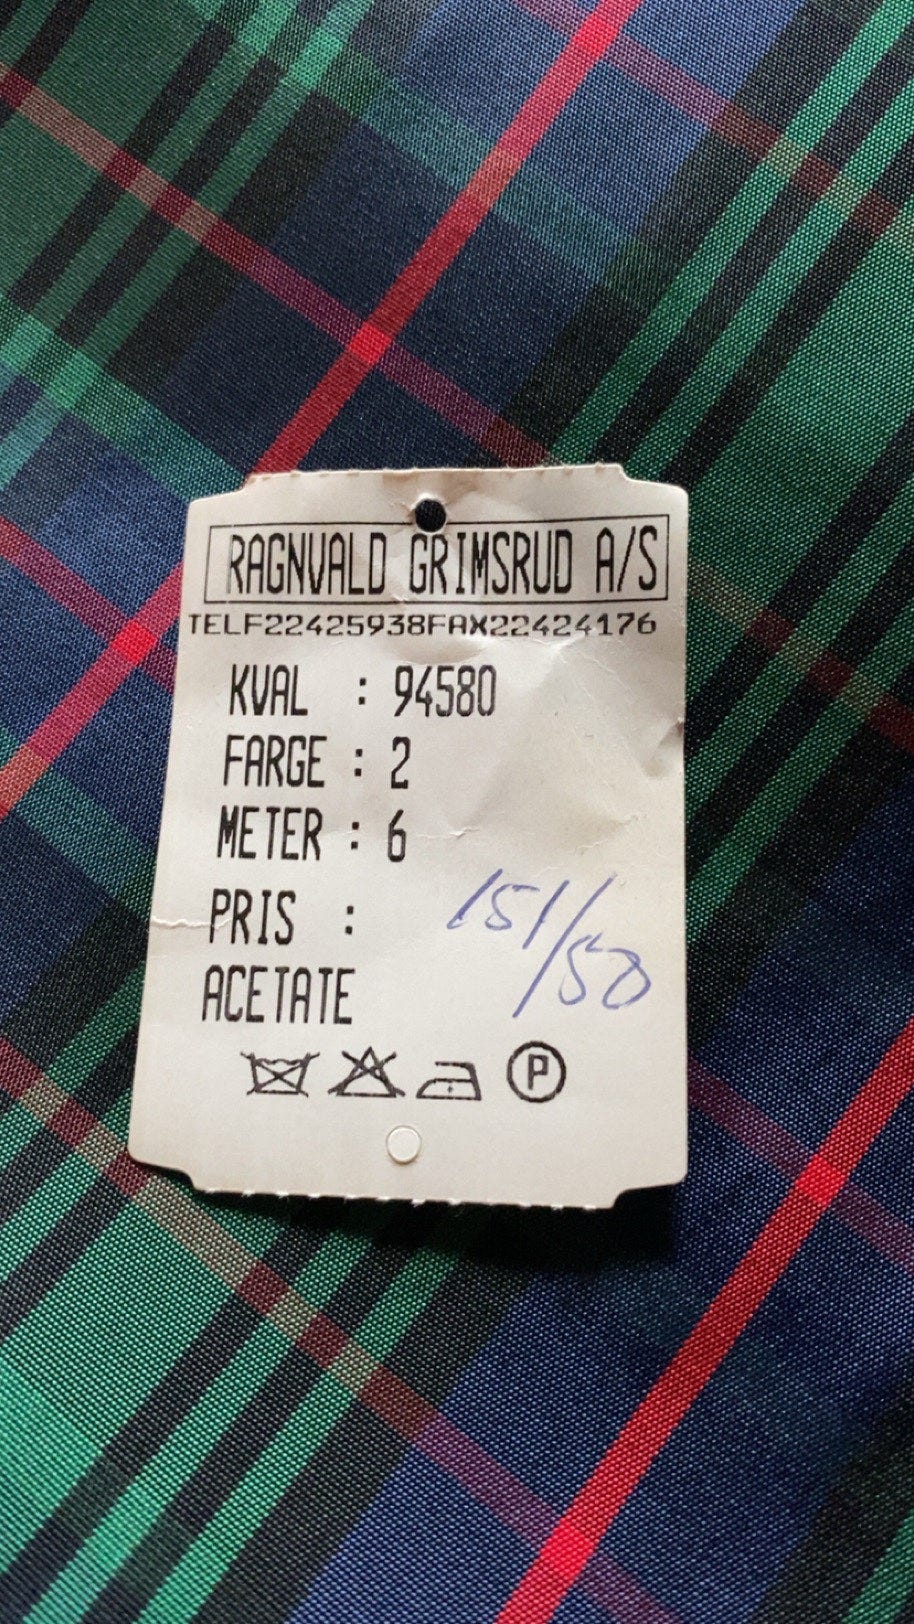 RAGNVALD GRIMSRUD A/S
TELF22425938FAX22424176
KVAL : 94580
FARGE : 2
METER : 6
PRIS : 151/50
ACETATE
P